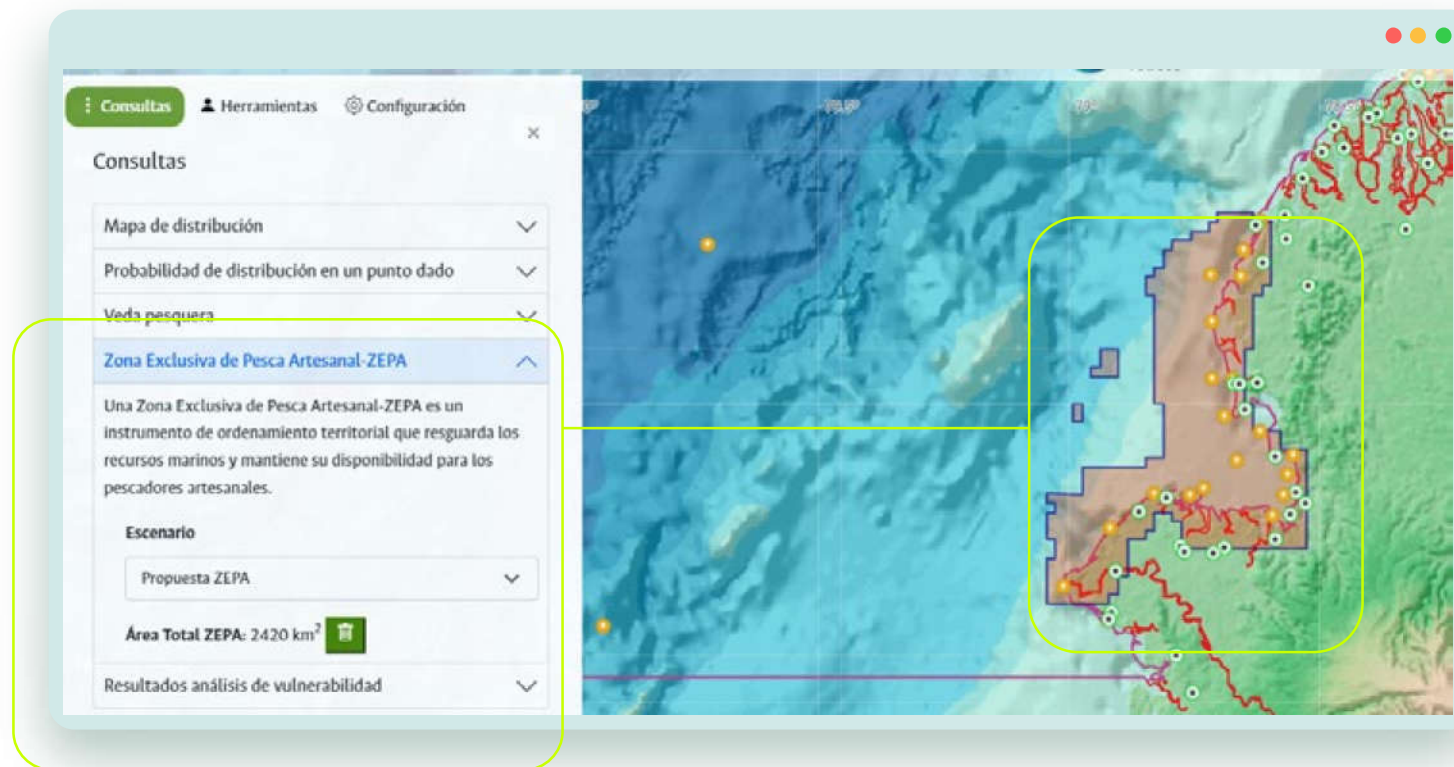 Consultas
Herramientas
Configuración
Consultas
Mapa de distribución
Probabilidad de distribución en un punto dado
Veda pesquera
Zona Exclusiva de Pesca Artesanal-ZEPA
Una Zona Exclusiva de Pesca Artesanal-ZEPA es un
instrumento de ordenamiento territorial que resguarda los
recursos marinos y mantiene su disponibilidad para los
pescadores artesanales.
Escenario
Propuesta ZEPA
Área Total ZEPA: 2420 km²
Resultados análisis de vulnerabilidad